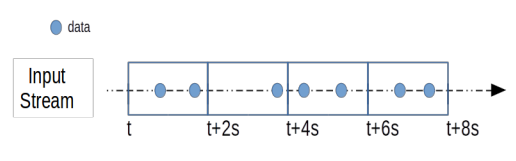 data
Input
Stream
t
t+2s
t+4s
t+6s
t+8s